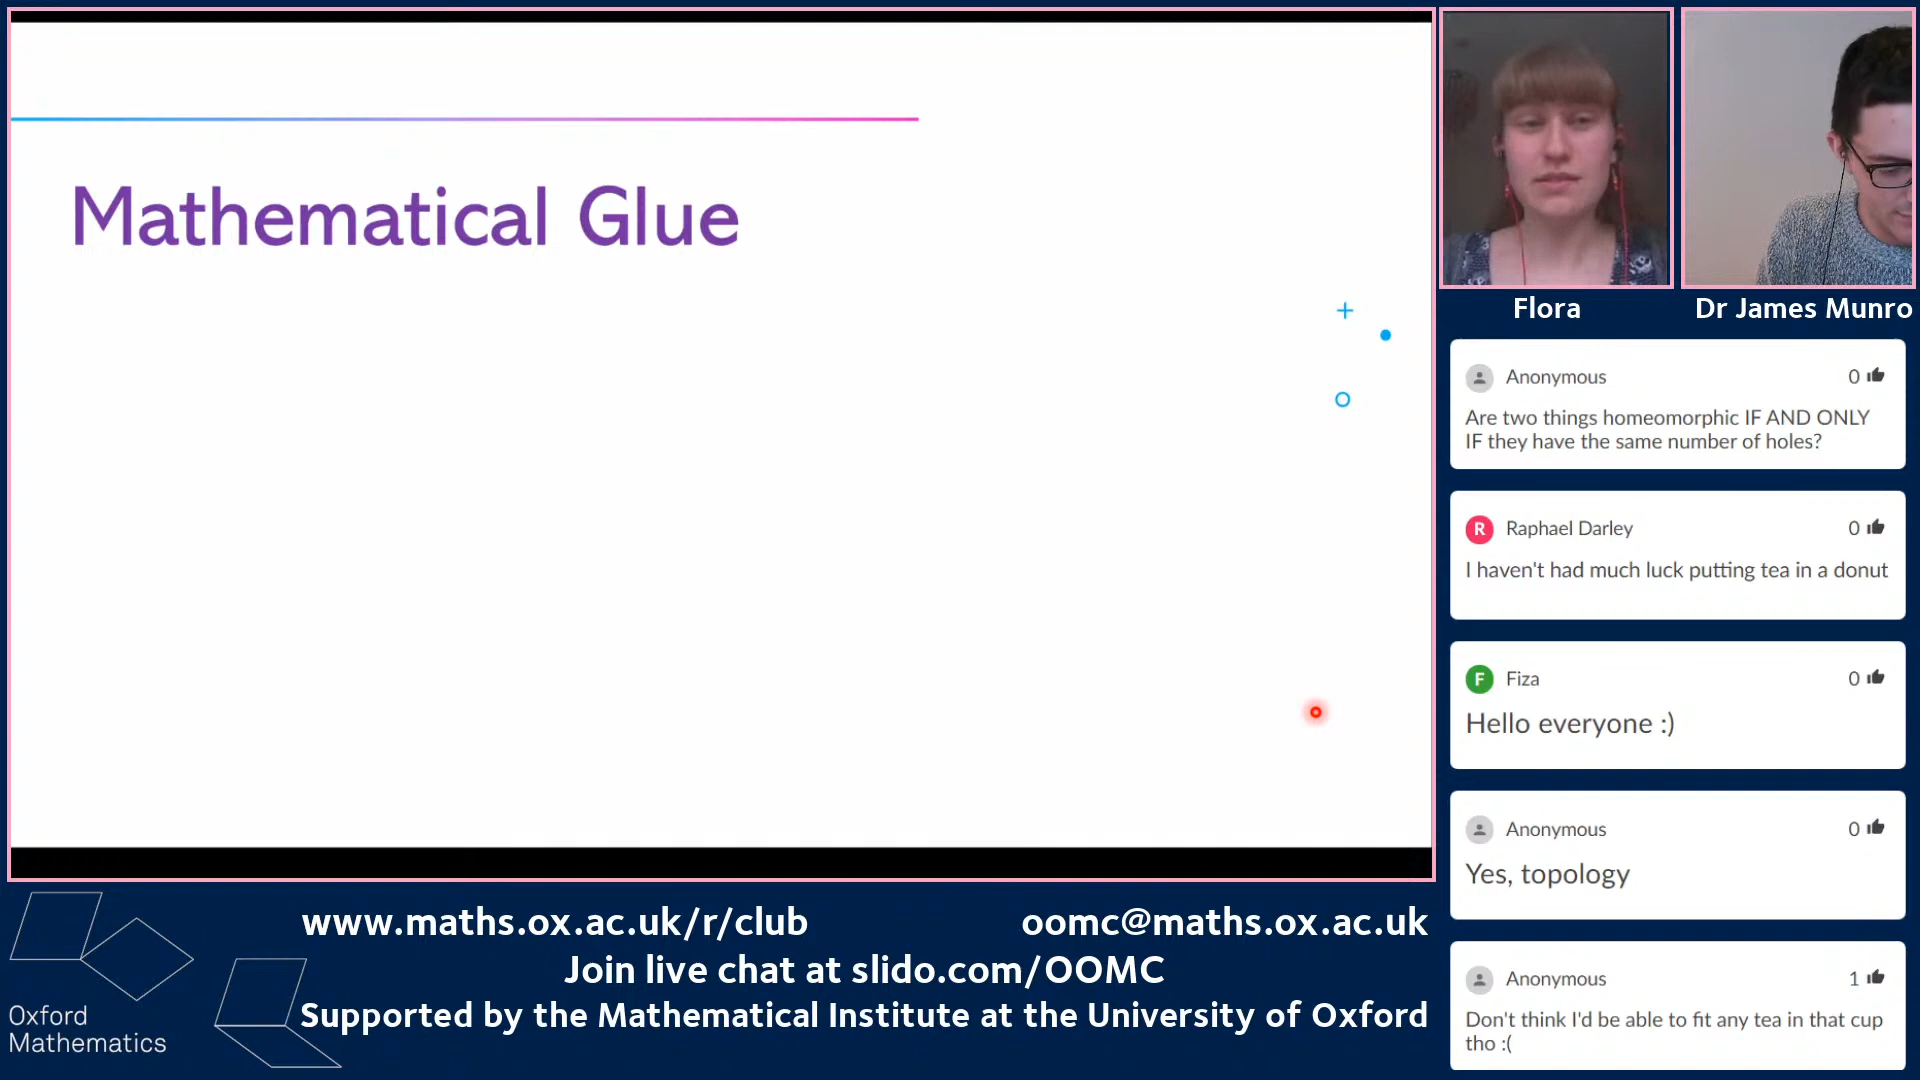 Mathematical Glue
Flora
Dr James Munro
Anonymous
0
Are two things homeomorphic IF AND ONLY
IF they have the same number of holes?
R
Raphael Darley
0
I haven't had much luck putting tea in a donut
F
Fiza
0
Hello everyone :)
Anonymous
0
Yes, topology
Anonymous
1
Don't think I'd be able to fit any tea in that cup
tho :(
www.maths.ox.ac.uk/r/club
oomc@maths.ox.ac.uk
Join live chat at slido.com/OOMC
Supported by the Mathematical Institute at the University of Oxford
Oxford
Mathematics